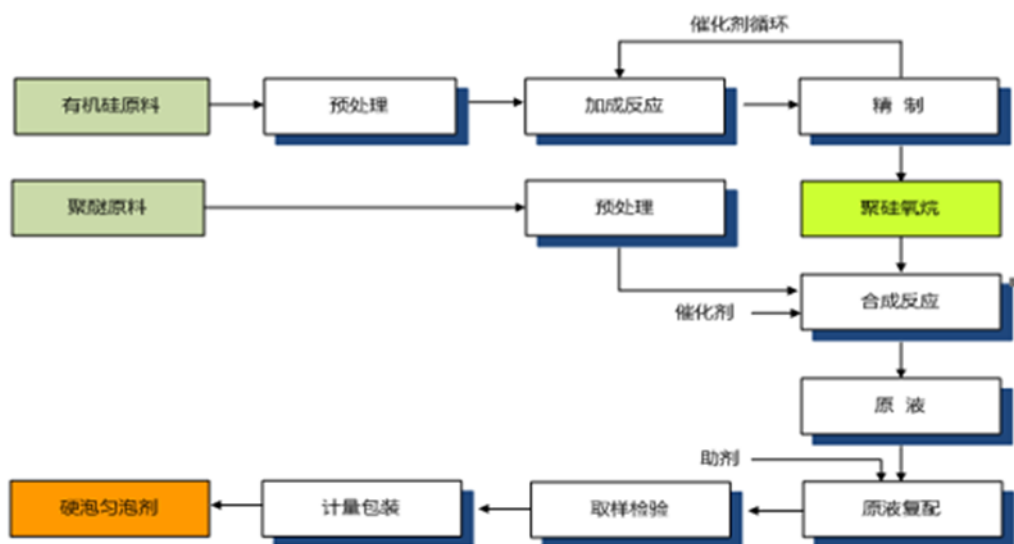 催化剂循环
有机硅原料
预处理
加成反应
精 制
聚醚原料
预处理
聚硅氧烷
催化剂
合成反应
原 液
助剂
硬泡匀泡剂
计量包装
取样检验
原液复配